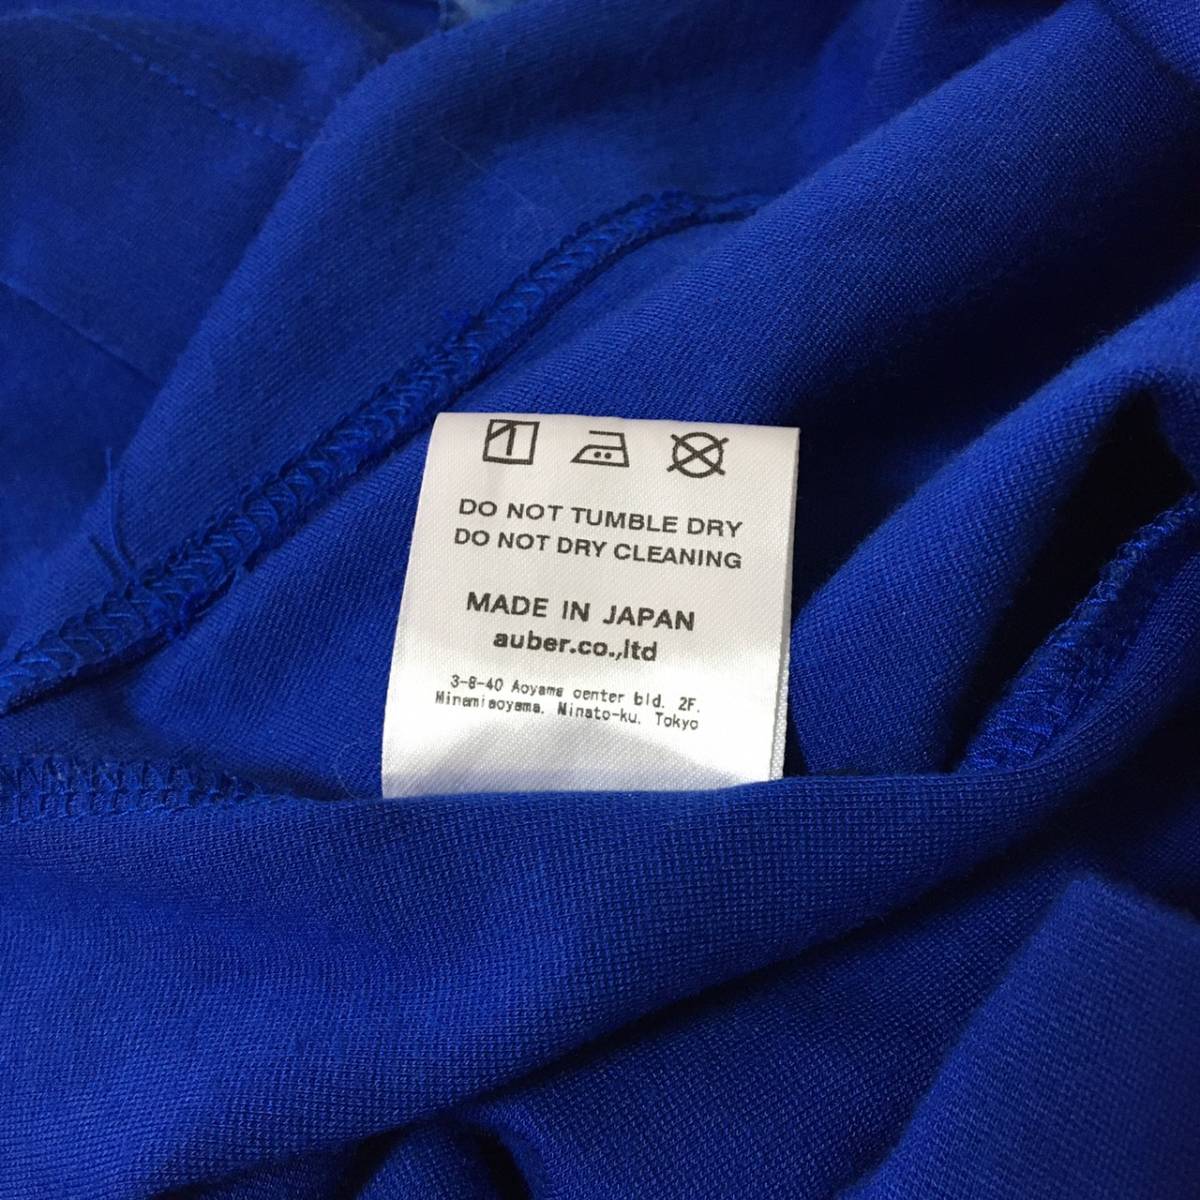 DO NOT TUMBLE DRY
DO NOT DRY CLEANING
MADE IN JAPAN
auber.co.,ltd
3-8-40 Aoyama center bld. 2F.
Minamiaoyama. Minato-ku. Tokyo